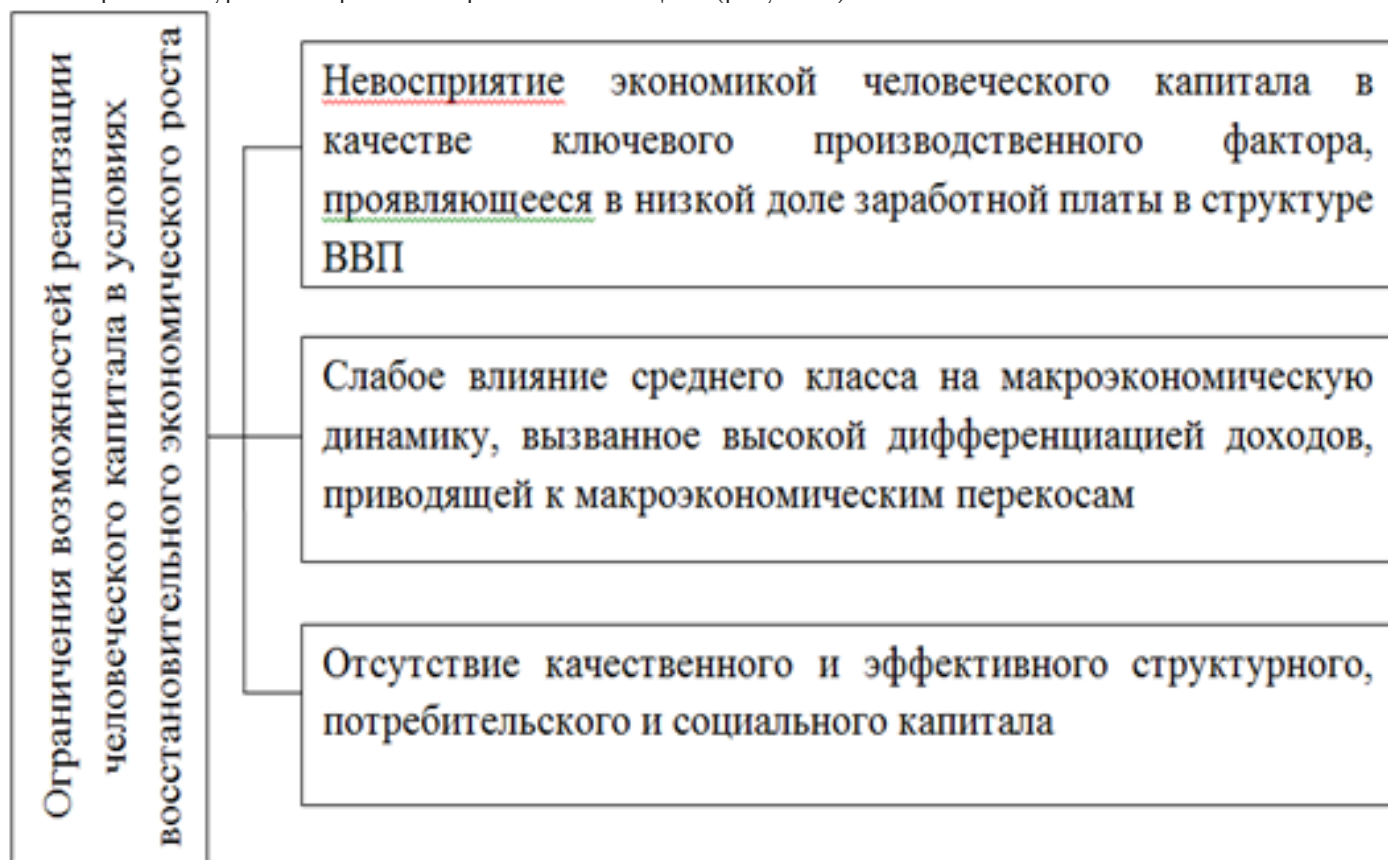 Ограничения возможностей реализации
человеческого капитала в условиях
восстановительного экономического роста
Невосприятие экономикой человеческого капитала в
качестве ключевого производственного фактора,
проявляющееся в низкой доле заработной платы в структуре
ВВП
Слабое влияние среднего класса на макроэкономическую
динамику, вызванное высокой дифференциацией доходов,
приводящей к макроэкономическим перекосам
Отсутствие качественного и эффективного структурного,
потребительского и социального капитала